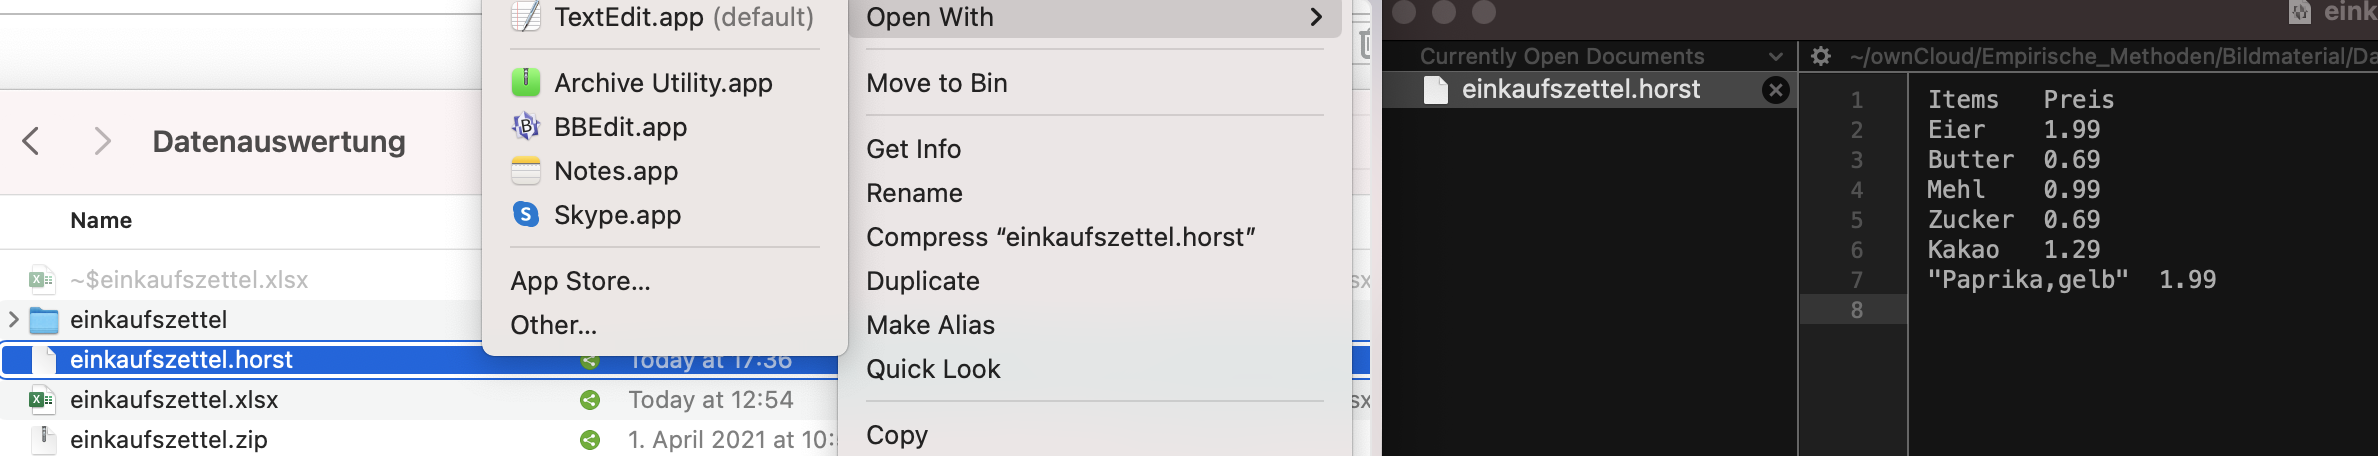 TextEdit.app (default)
Archive Utility.app
BBEdit.app
Notes.app
Skype.app
App Store...
Other...
Open With
Move to Bin
Get Info
Rename
Compress “einkaufszettel.horst”
Duplicate
Make Alias
Quick Look
Copy
Datenauswertung
Name
~$einkaufszettel.xlsx
einkaufszettel
einkaufszettel.horst Today at 17:36
einkaufszettel.xlsx Today at 12:54
einkaufszettel.zip 1. April 2021 at 10:
sx
sx
eink
Currently Open Documents
einkaufszettel.horst
~/ownCloud/Empirische_Methoden/Bildmaterial/Da
1 Items Preis
2 Eier 1.99
3 Butter 0.69
4 Mehl 0.99
5 Zucker 0.69
6 Kakao 1.29
7 "Paprika,gelb" 1.99
8